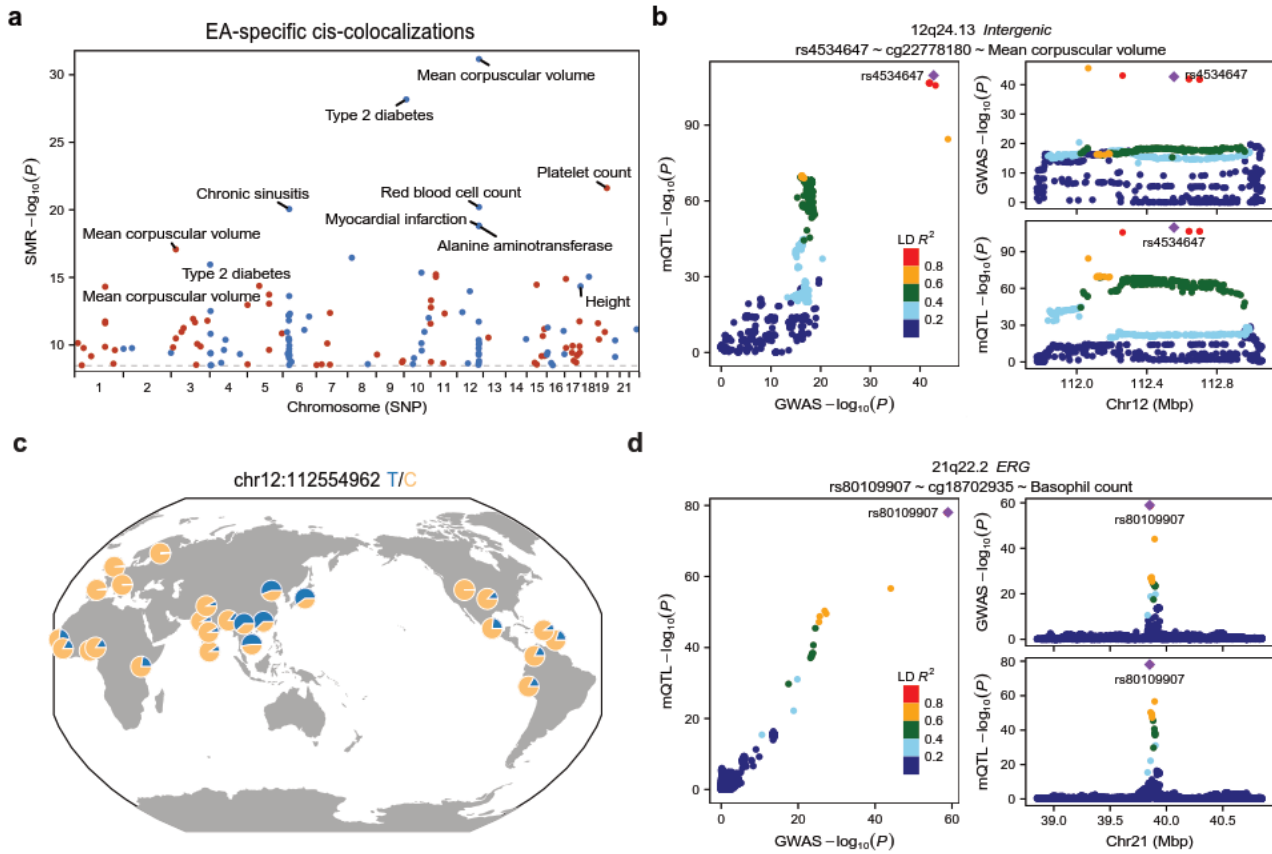 a
EA-specific cis-colocalizations
SMR −log10(P)
30
25
20
15
10
Mean corpuscular volume
Type 2 diabetes
Platelet count
Chronic sinusitis
Red blood cell count
Myocardial infarction
Alanine aminotransferase
Mean corpuscular volume
Type 2 diabetes
Mean corpuscular volume
Height
1 2 3 4 5 6 7 8 9 10 11 12 13 14 15 16 17 18 19 21
Chromosome (SNP)
b
12q24.13 Intergenic
rs4534647 ~ cg22778180 ~ Mean corpuscular volume
mQTL −log10(P)
90
60
30
0
rs4534647
LD R2
0.8
0.6
0.4
0.2
0 10 20 30 40
GWAS −log10(P)
GWAS −log10(P)
40
30
20
10
0
rs4534647
mQTL −log10(P)
90
60
30
0
rs4534647
112.0 112.4 112.8
Chr12 (Mbp)
c
chr12:112554962 T/C
d
21q22.2 ERG
rs80109907 ~ cg18702935 ~ Basophil count
mQTL −log10(P)
80
60
40
20
0
rs80109907
LD R2
0.8
0.6
0.4
0.2
0 20 40 60
GWAS −log10(P)
GWAS −log10(P)
60
40
20
0
rs80109907
mQTL −log10(P)
80
60
40
20
0
rs80109907
39.0 39.5 40.0 40.5
Chr21 (Mbp)